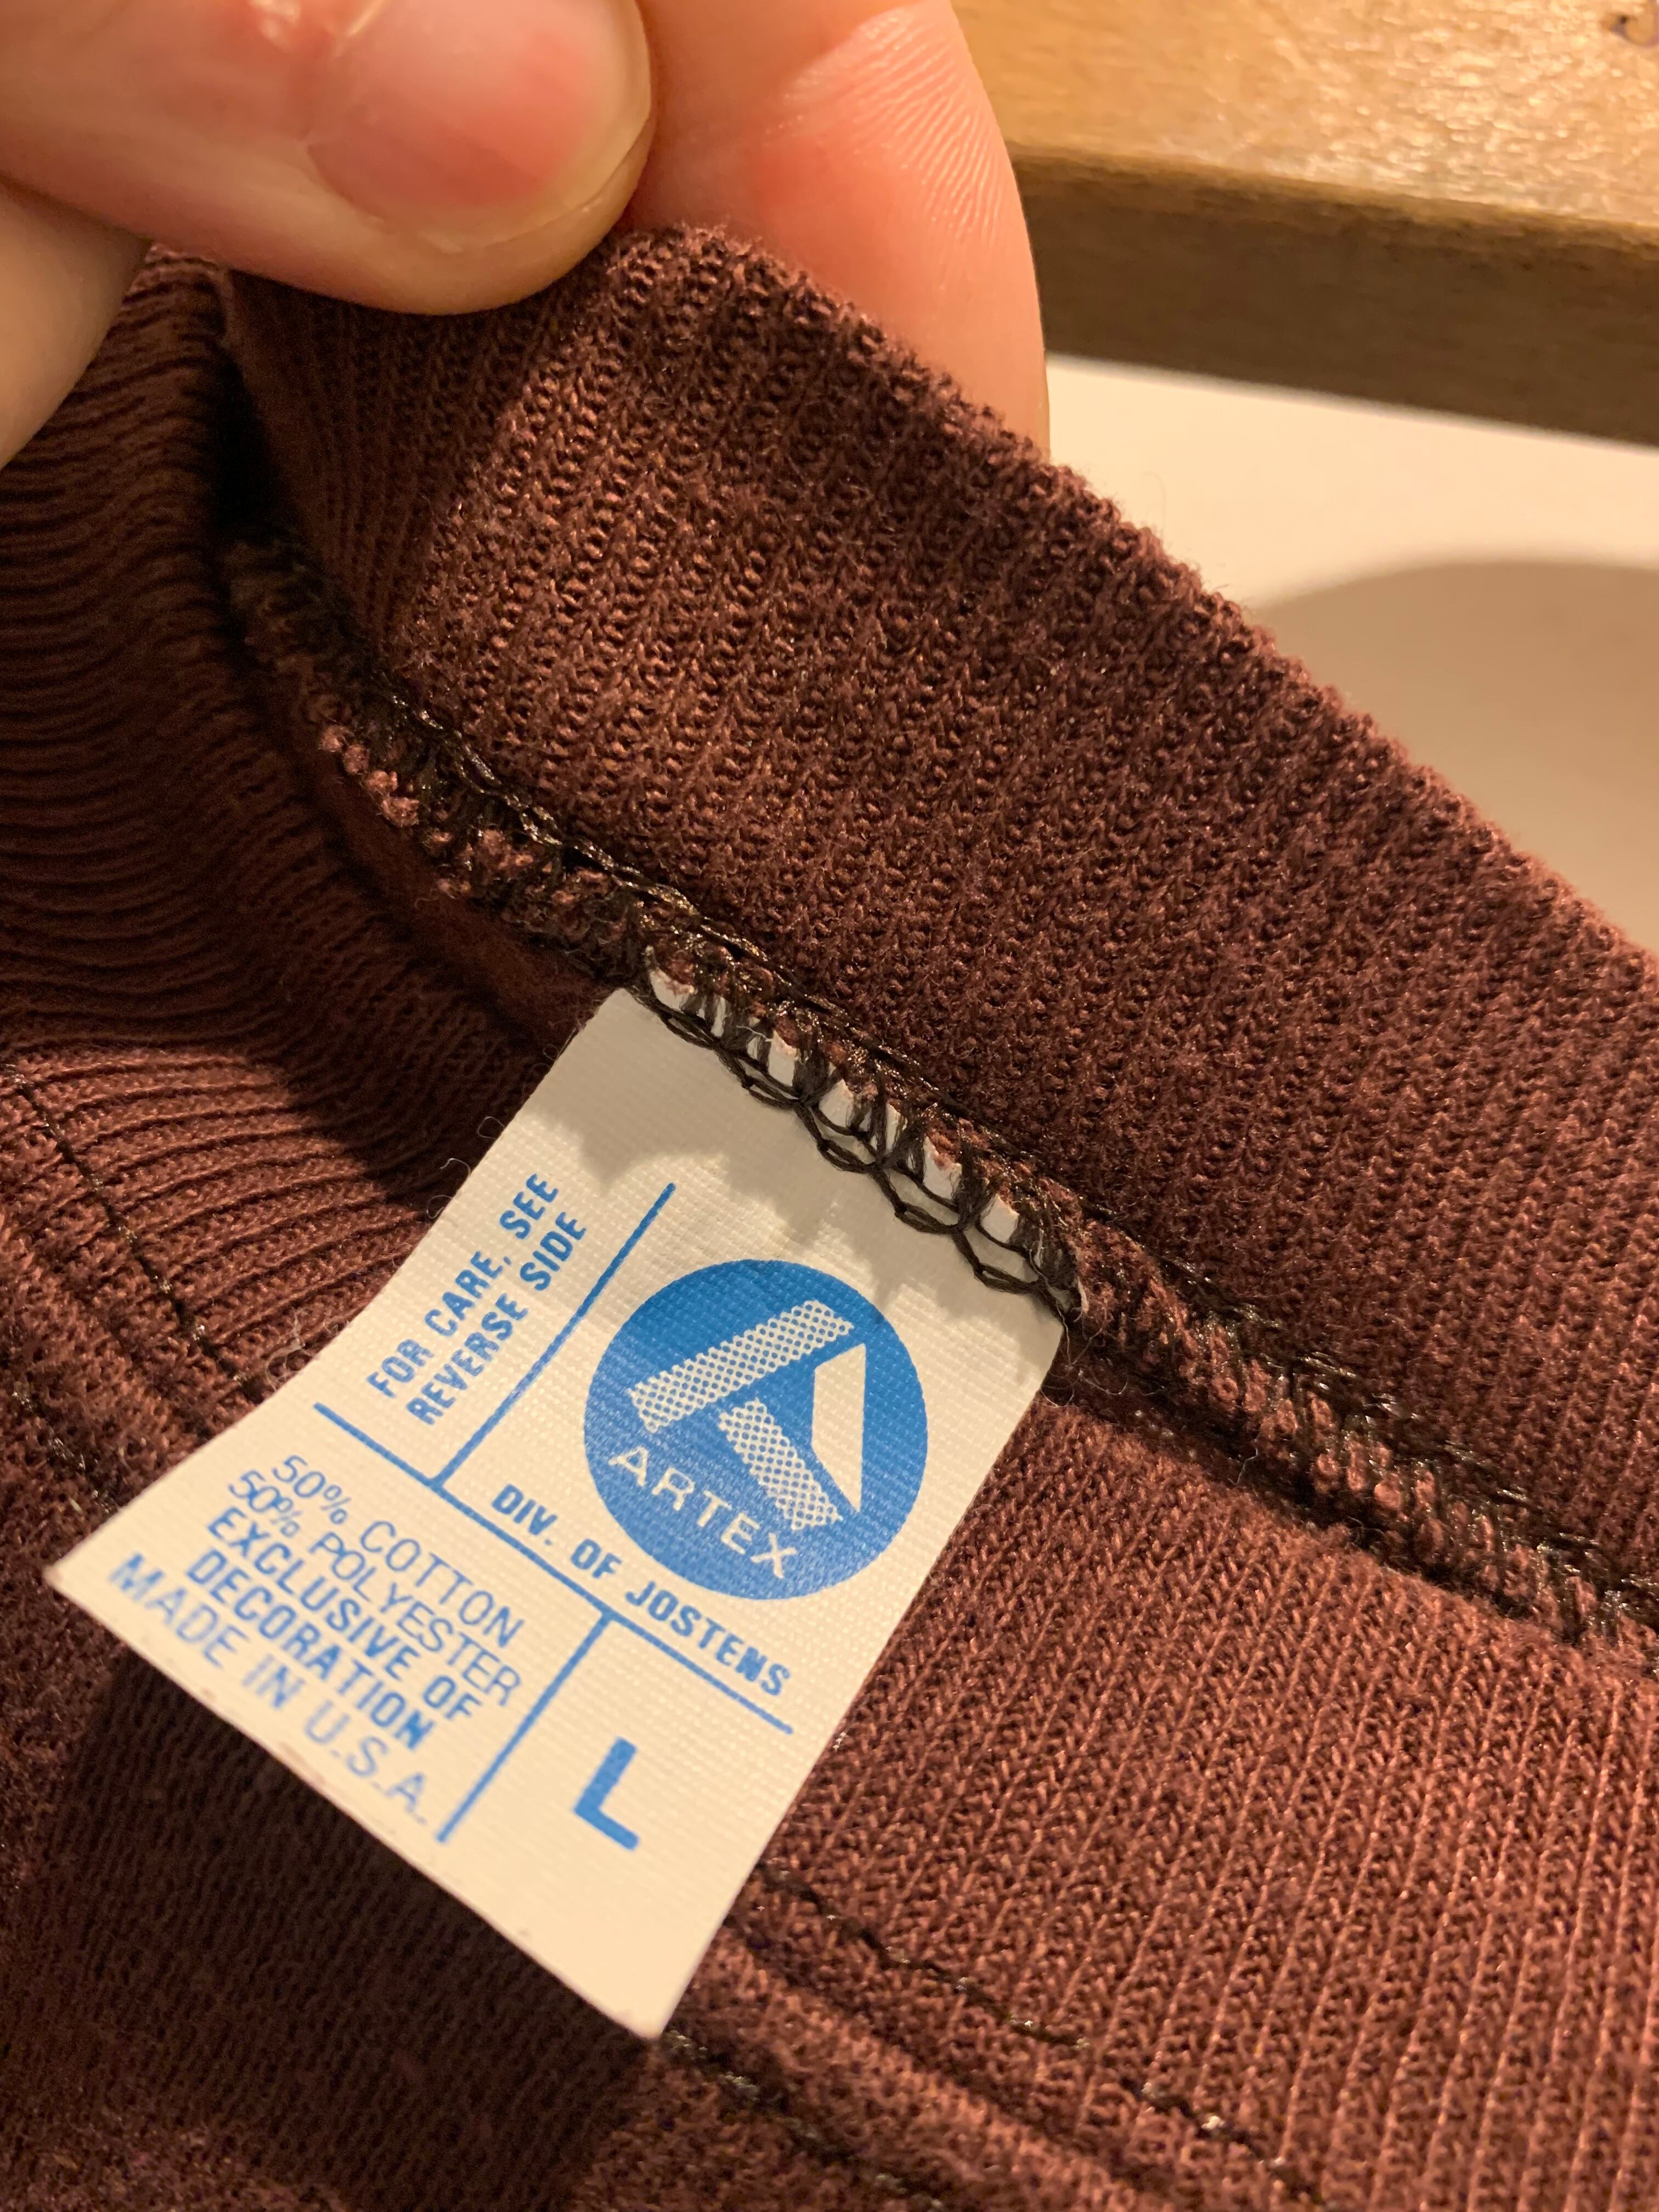 FOR CARE, SEE
REVERSE SIDE
ARTEX
DIV. OF JOSTENS
50% COTTON
50% POLYESTER
EXCLUSIVE OF
DECORATION
MADE IN U.S.A.
L